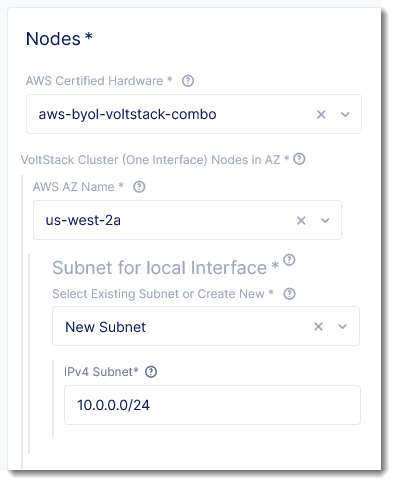 Nodes *
AWS Certified Hardware *
aws-byol-voltstack-combo
VoltStack Cluster (One Interface) Nodes in AZ *
AWS AZ Name *
us-west-2a
Subnet for local Interface *
Select Existing Subnet or Create New *
New Subnet
IPv4 Subnet*
10.0.0.0/24